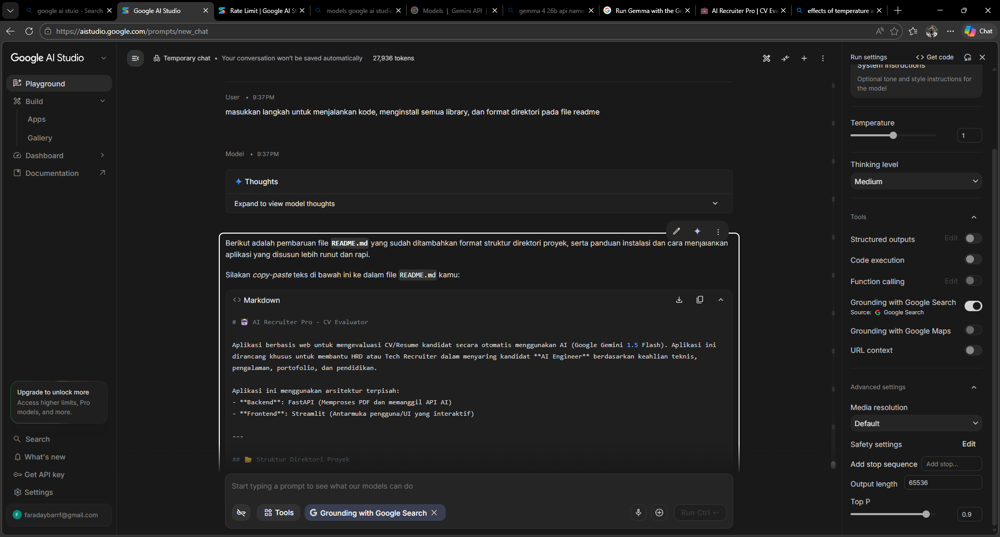 google ai stuio - Search
Google AI Studio
Rate Limit | Google AI St
models google ai studio
Models | Gemini API |
gemma 4 26b api name
Run Gemma with the Ge
AI Recruiter Pro | CV Eva
effects of temperature a
https://aistudio.google.com/prompts/new_chat
Chat
Google AI Studio
Playground
Build
Apps
Gallery
Dashboard
Documentation
Upgrade to unlock more
Access higher limits, Pro
models, and more.
Search
What's new
Get API key
Settings
F faradaybarrf@gmail.com
Temporary chat • Your conversation won't be saved automatically 27,936 tokens
User • 9:37 PM
masukkan langkah untuk menjalankan kode, menginstall semua library, dan format direktori pada file readme
Model • 9:37 PM
Thoughts
Expand to view model thoughts
Berikut adalah pembaruan file README.md yang sudah ditambahkan format struktur direktori proyek, serta panduan instalasi dan cara menjalankan
aplikasi yang disusun lebih runut dan rapi.
Silakan copy-paste teks di bawah ini ke dalam file README.md kamu:
Markdown
# 🤖 AI Recruiter Pro - CV Evaluator
Aplikasi berbasis web untuk mengevaluasi CV/Resume kandidat secara otomatis menggunakan AI (Google Gemini 1.5 Flash). Aplikasi ini
dirancang khusus untuk membantu HRD atau Tech Recruiter dalam menyaring kandidat **AI Engineer** berdasarkan keahlian teknis,
pengalaman, portofolio, dan pendidikan.
Aplikasi ini menggunakan arsitektur terpisah:
- **Backend**: FastAPI (Memproses PDF dan memanggil API AI)
- **Frontend**: Streamlit (Antarmuka pengguna/UI yang interaktif)
---
## 📂 Struktur Direktori Proyek
Start typing a prompt to see what our models can do
Tools
Grounding with Google Search
Run Ctrl ↵
Run settings
Get code
System instructions
Optional tone and style instructions for
the model
Temperature
1
Thinking level
Medium
Tools
Structured outputs Edit
Code execution
Function calling Edit
Grounding with Google Search
Source: G Google Search
Grounding with Google Maps
URL context
Advanced settings
Media resolution
Default
Safety settings Edit
Add stop sequence Add stop...
Output length 65536
Top P
0.9